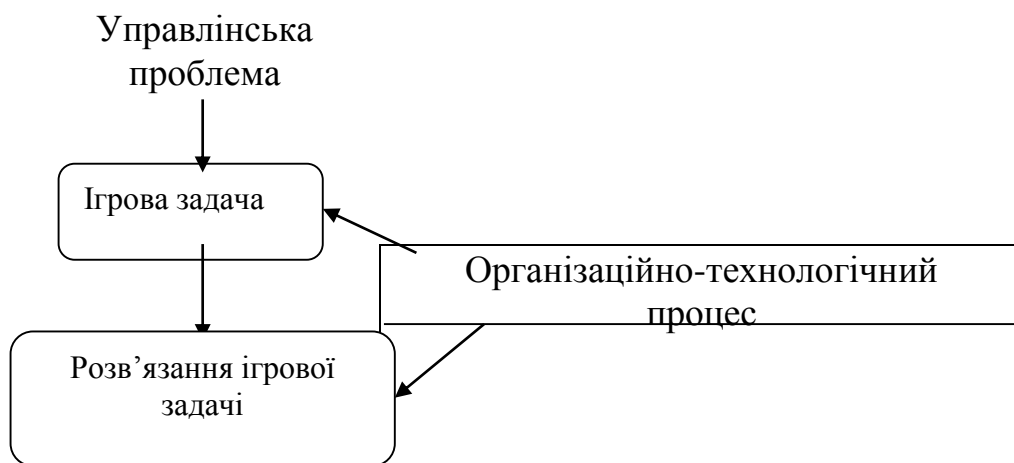 Управлінська
проблема
Ігрова задача
Організаційно-технологічний
процес
Розв’язання ігрової
задачі